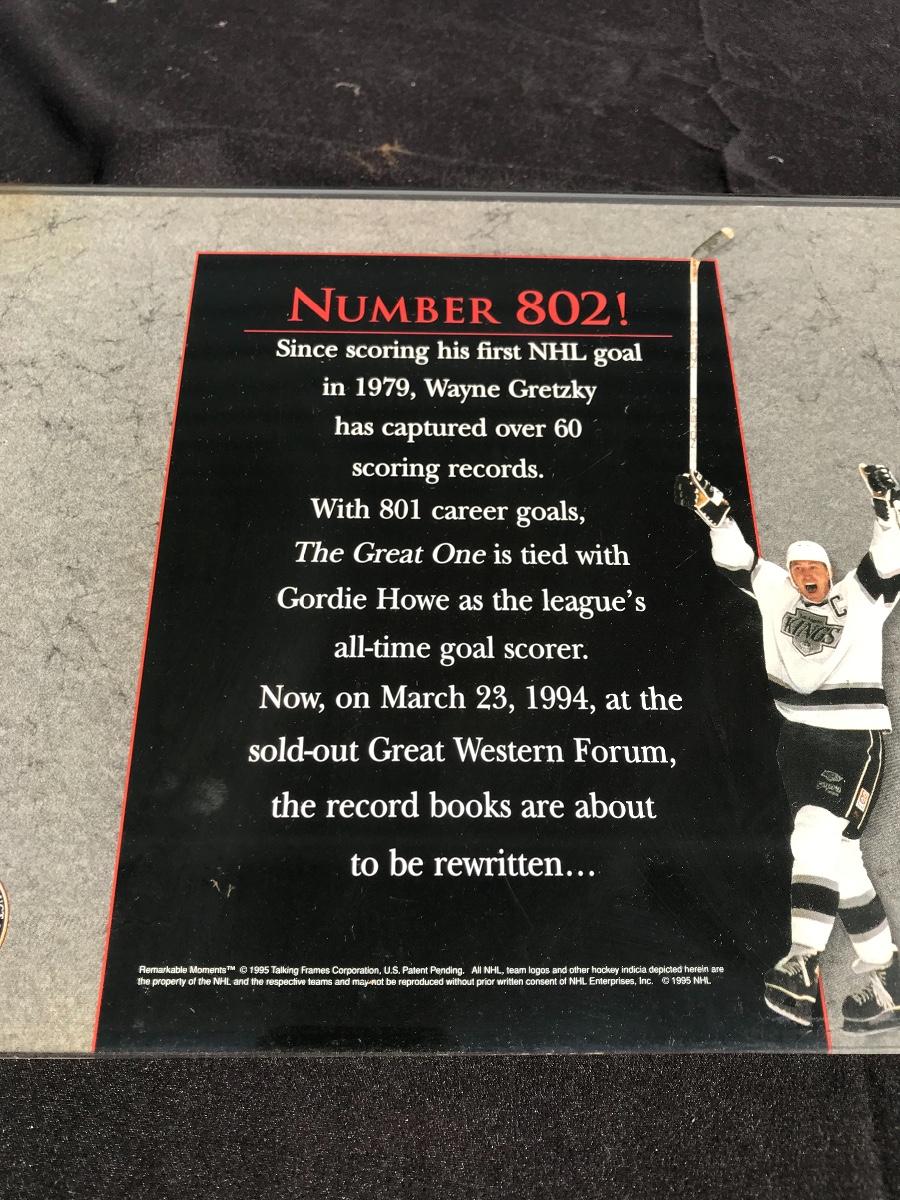 NUMBER 802!
Since scoring his first NHL goal
in 1979, Wayne Gretzky
has captured over 60
scoring records.
With 801 career goals,
The Great One is tied with
Gordie Howe as the league's
all-time goal scorer.
Now, on March 23, 1994, at the
sold-out Great Western Forum,
the record books are about
to be rewritten...
C
KINGS
Remarkable Moments™ © 1995 Talking Frames Corporation, U.S. Patent Pending. All NHL, team logos and other hockey indicia depicted herein are
the property of the NHL and the respective teams and may not be reproduced without prior written consent of NHL Enterprises, Inc. © 1995 NHL